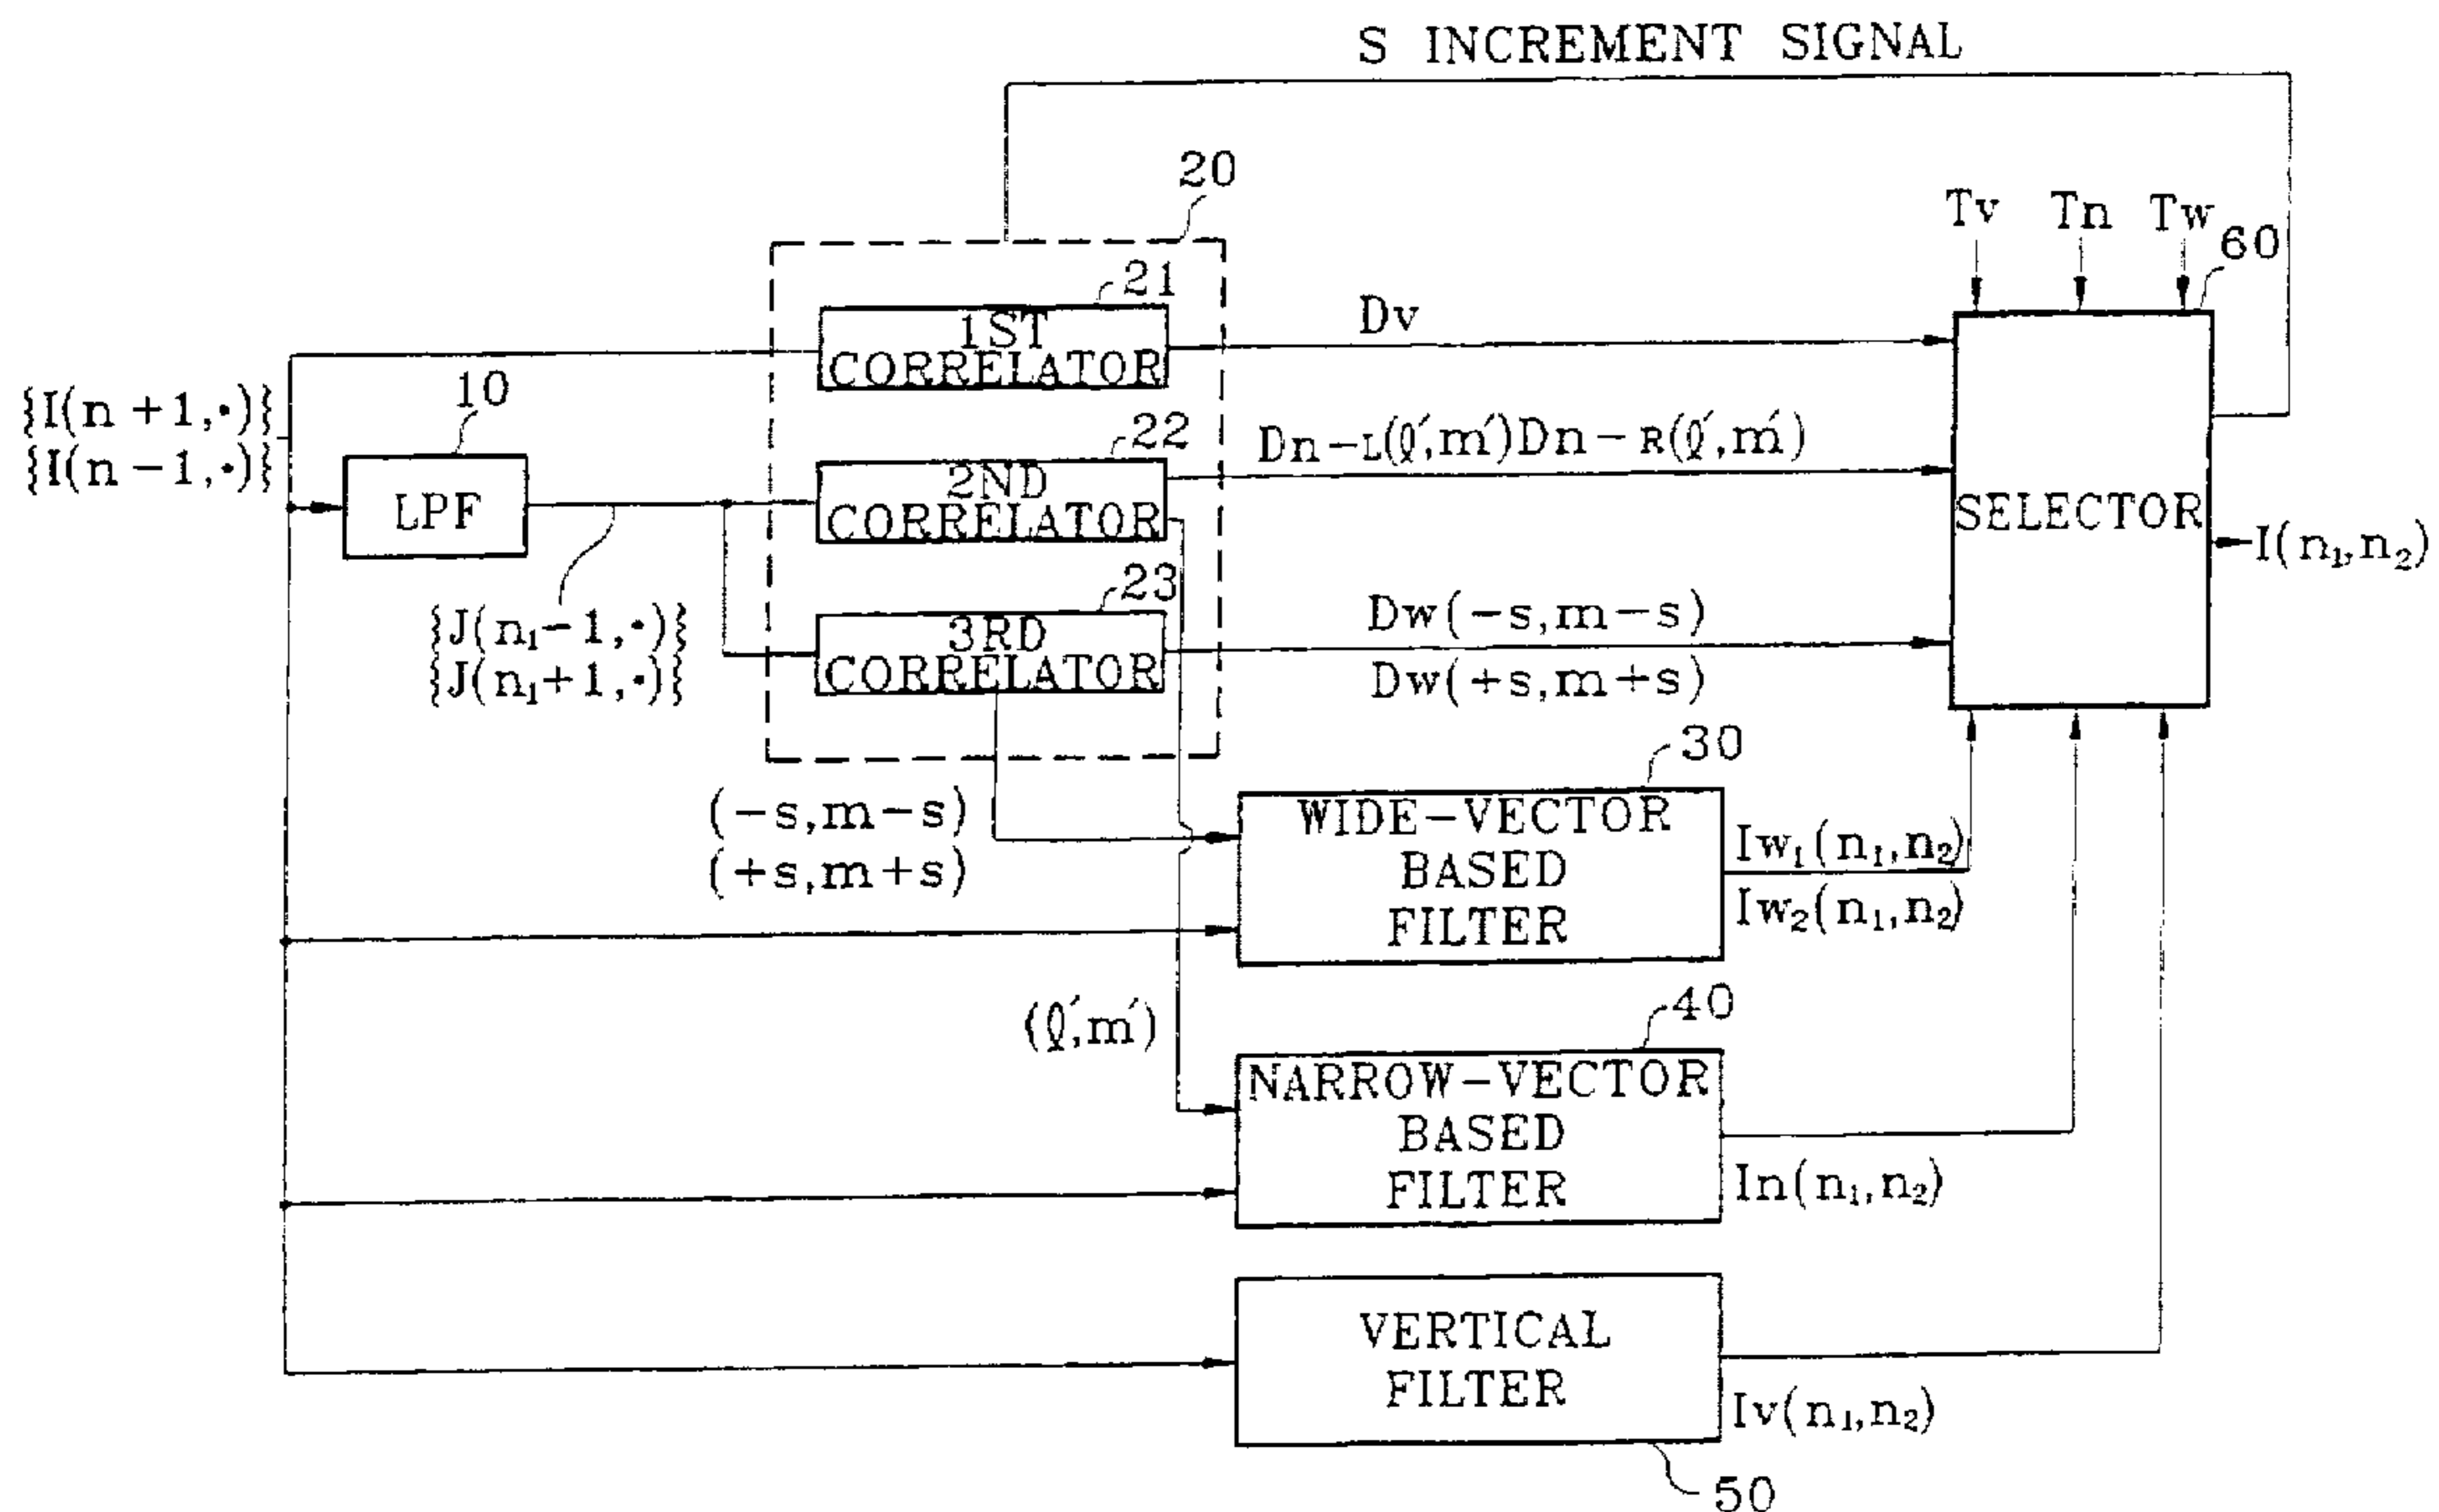 S INCREMENT SIGNAL
20
Tv Tn Tw
60
21
1ST
CORRELATOR
Dv
{I(n+1,•)}
{I(n-1,•)}
10
LPF
22
2ND
CORRELATOR
Dn-L(ℓ′,m′)Dn-R(ℓ′,m′)
SELECTOR
I(n₁,n₂)
{J(n₁-1,•)}
{J(n₁+1,•)}
23
3RD
CORRELATOR
Dw(-s,m-s)
Dw(+s,m+s)
(-s,m-s)
(+s,m+s)
30
WIDE-VECTOR
BASED
FILTER
Iw₁(n₁,n₂)
Iw₂(n₁,n₂)
(ℓ′,m′)
40
NARROW-VECTOR
BASED
FILTER
In(n₁,n₂)
VERTICAL
FILTER
Iv(n₁,n₂)
50